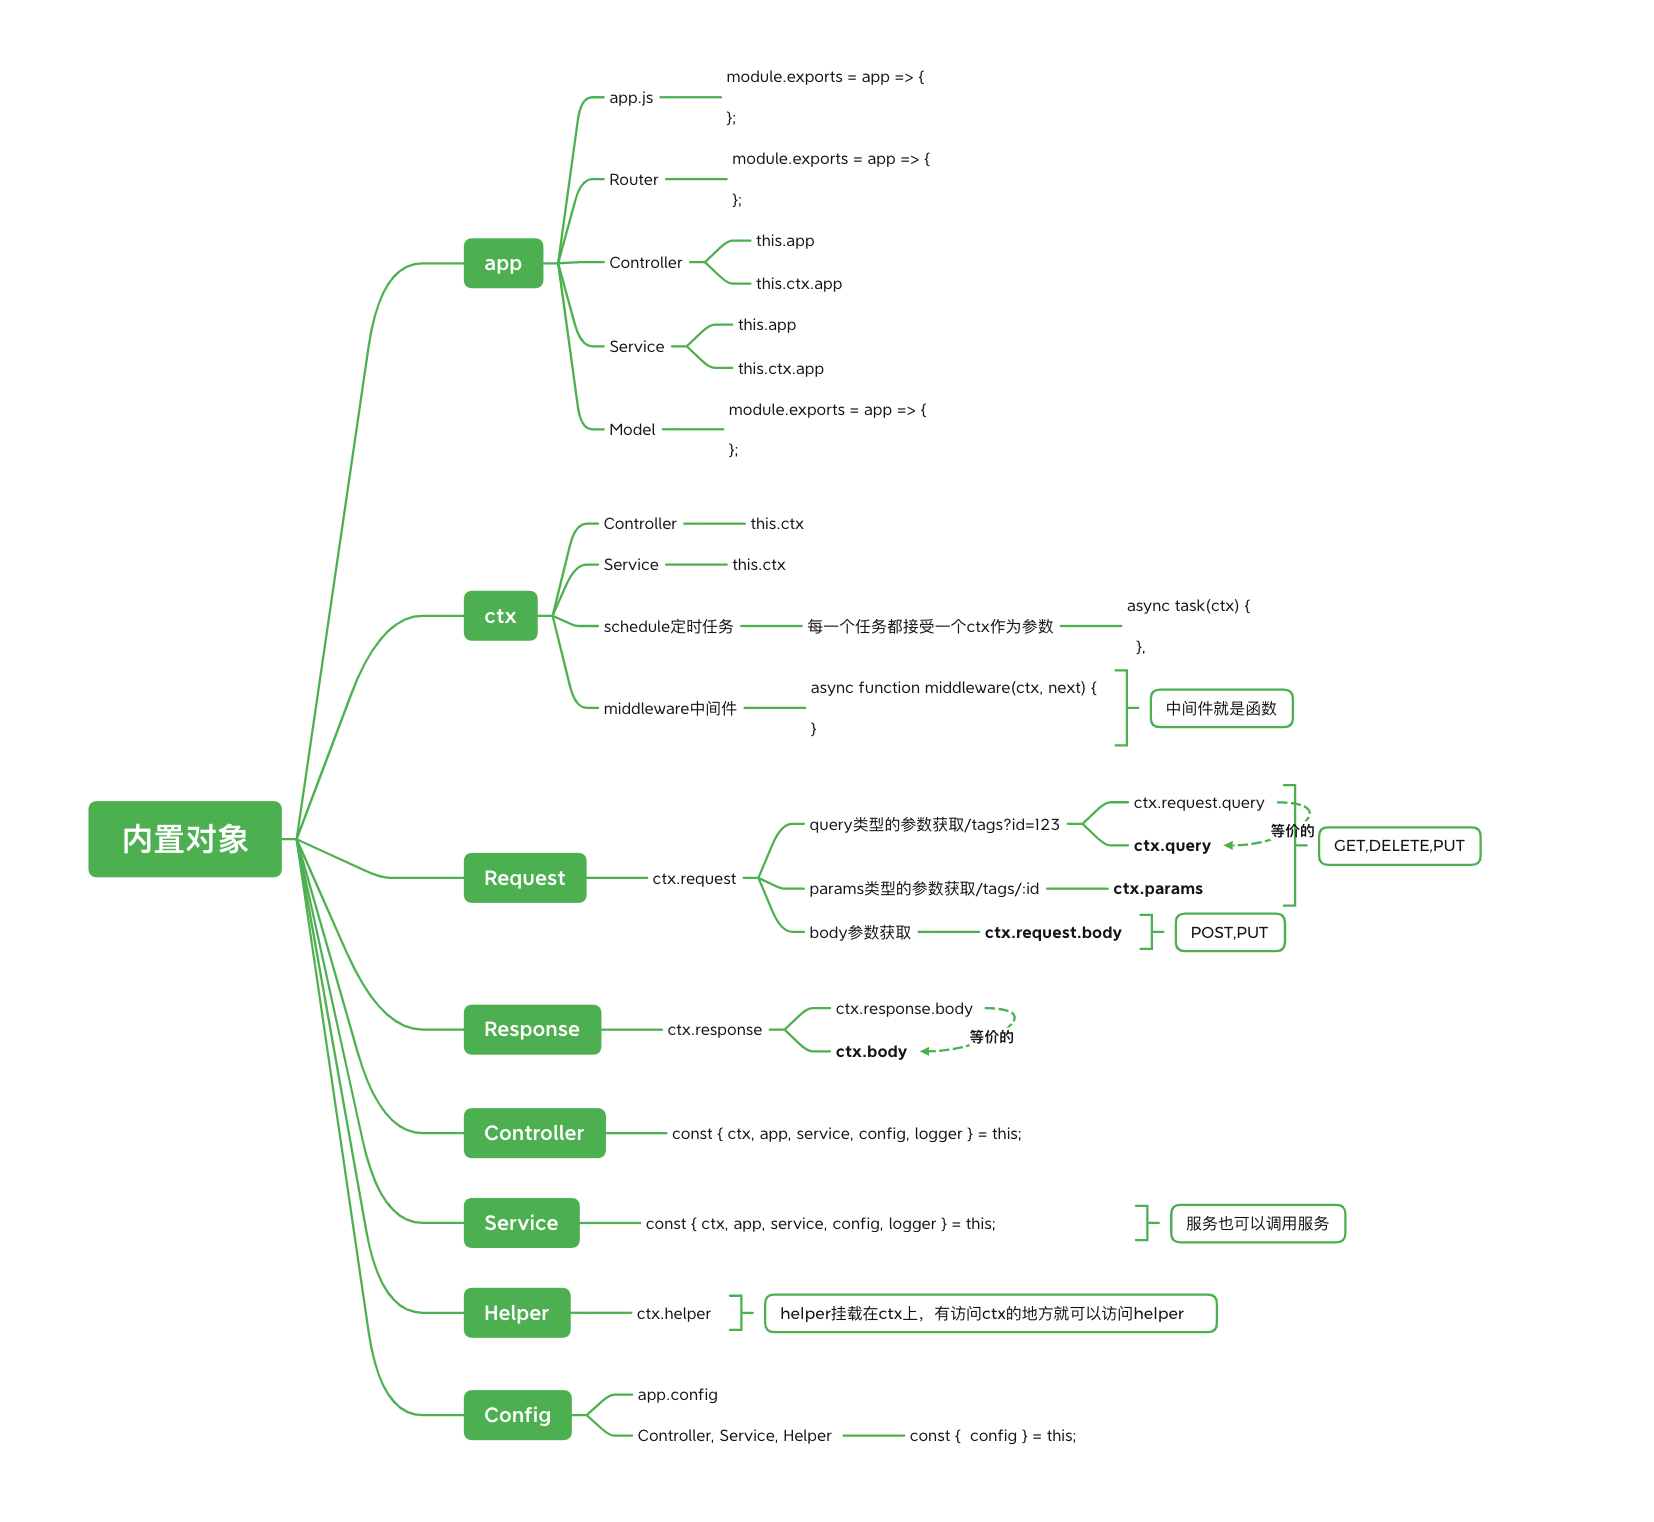 内置对象
app
app.js
module.exports = app => {
};
Router
module.exports = app => {
};
Controller
this.app
this.ctx.app
Service
this.app
this.ctx.app
Model
module.exports = app => {
};
ctx
Controller
this.ctx
Service
this.ctx
schedule定时任务
每一个任务都接受一个ctx作为参数
async task(ctx) {
},
middleware中间件
async function middleware(ctx, next) {
}
中间件就是函数
Request
ctx.request
query类型的参数获取/tags?id=123
ctx.request.query
等价的
ctx.query
params类型的参数获取/tags/:id
ctx.params
GET,DELETE,PUT
body参数获取
ctx.request.body
POST,PUT
Response
ctx.response
ctx.response.body
等价的
ctx.body
Controller
const { ctx, app, service, config, logger } = this;
Service
const { ctx, app, service, config, logger } = this;
服务也可以调用服务
Helper
ctx.helper
helper挂载在ctx上，有访问ctx的地方就可以访问helper
Config
app.config
Controller, Service, Helper
const {  config } = this;